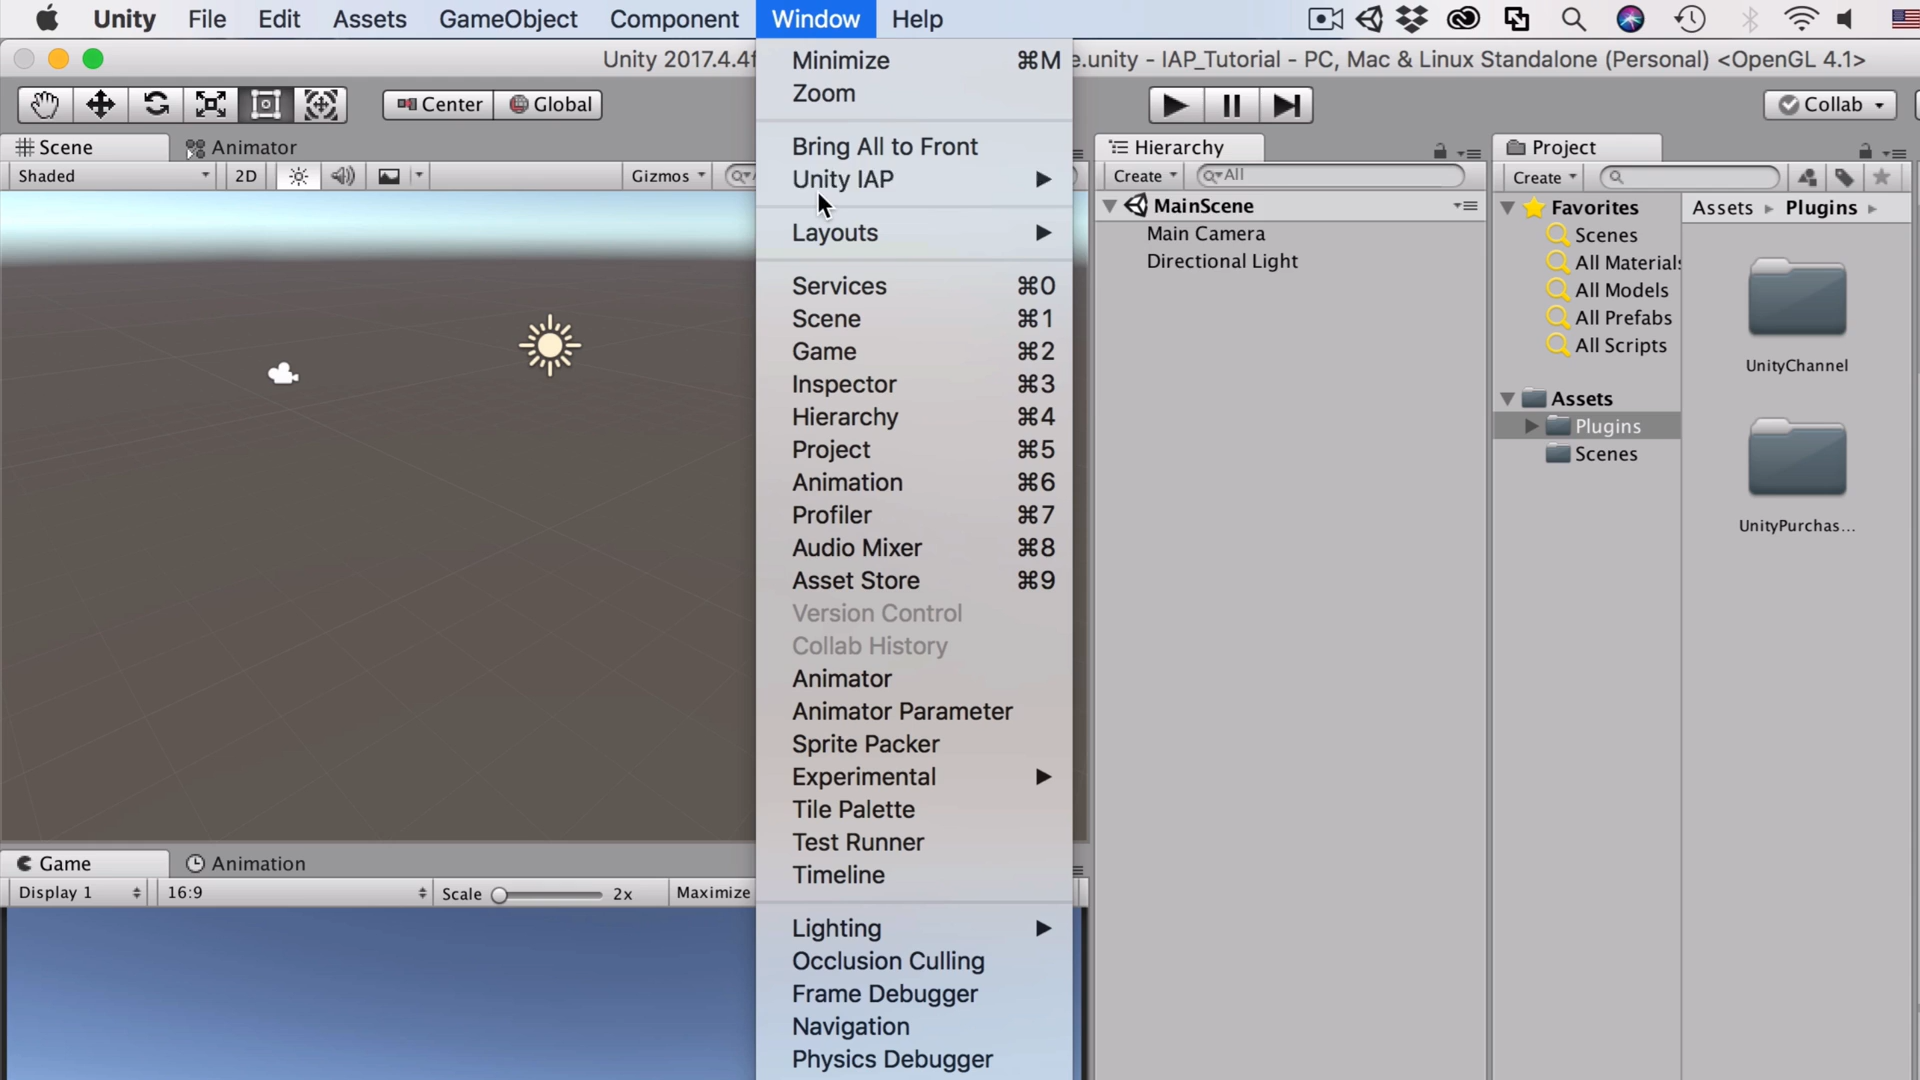 Unity File Edit Assets GameObject Component Window Help
Unity 2017.4.4f
e.unity - IAP_Tutorial - PC, Mac & Linux Standalone (Personal) <OpenGL 4.1>
Center Global
Collab
Scene Animator
Shaded 2D Gizmos
Minimize ⌘M
Zoom
Bring All to Front
Unity IAP
Layouts
Services ⌘0
Scene ⌘1
Game ⌘2
Inspector ⌘3
Hierarchy ⌘4
Project ⌘5
Animation ⌘6
Profiler ⌘7
Audio Mixer ⌘8
Asset Store ⌘9
Version Control
Collab History
Animator
Animator Parameter
Sprite Packer
Experimental
Tile Palette
Test Runner
Timeline
Lighting
Occlusion Culling
Frame Debugger
Navigation
Physics Debugger
Hierarchy
Create All
MainScene
Main Camera
Directional Light
Project
Create
Favorites
Scenes
All Materials
All Models
All Prefabs
All Scripts
Assets
Plugins
Scenes
Assets Plugins
UnityChannel
UnityPurchas...
Game Animation
Display 1 16:9 Scale 2x Maximize